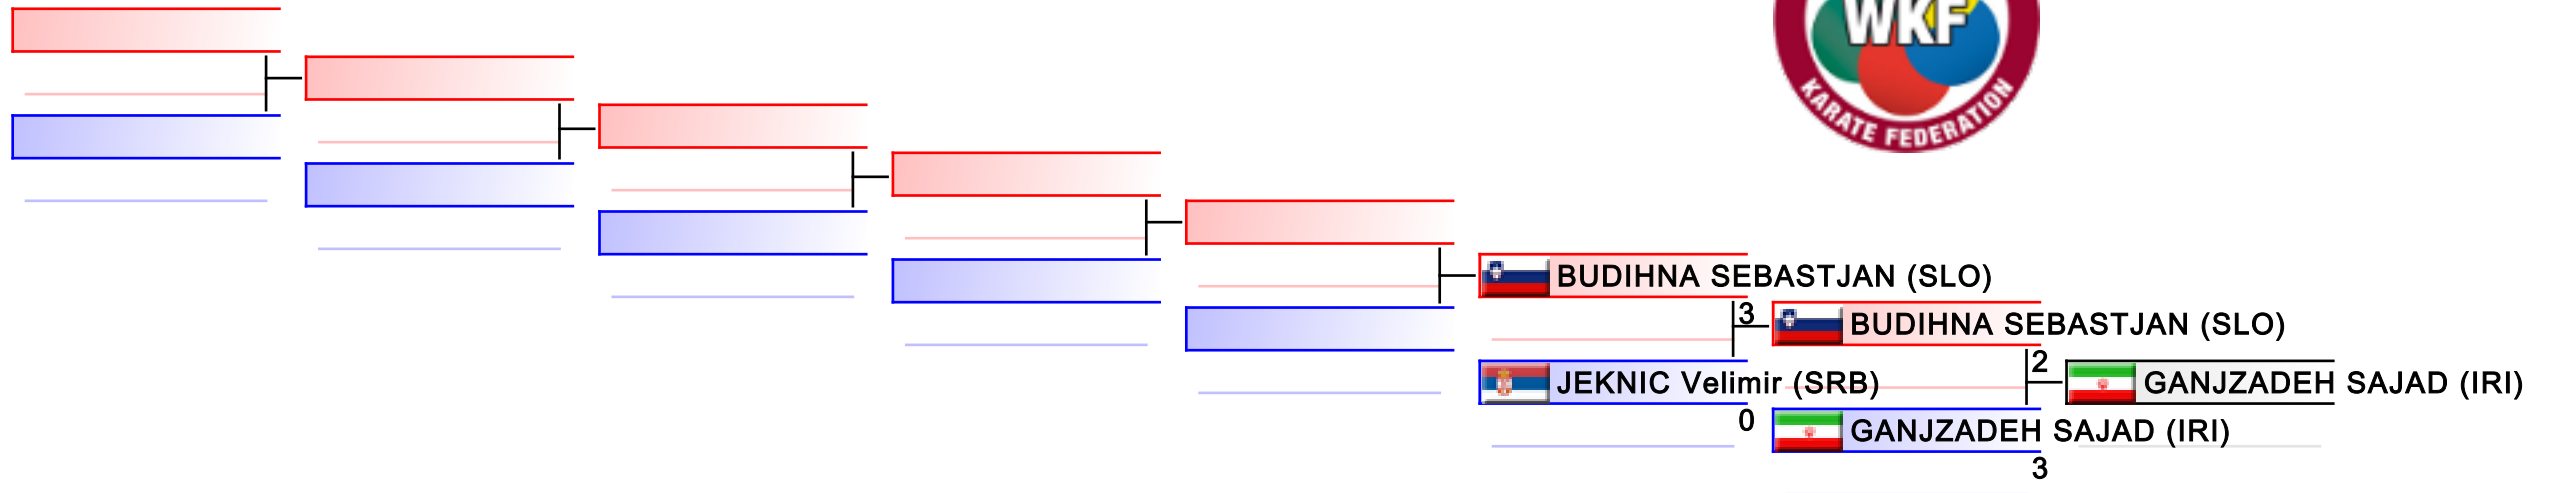 WKF
KARATE FEDERATION
BUDIHNA SEBASTJAN (SLO)
3
BUDIHNA SEBASTJAN (SLO)
2
JEKNIC Velimir (SRB)
GANJZADEH SAJAD (IRI)
0
GANJZADEH SAJAD (IRI)
3